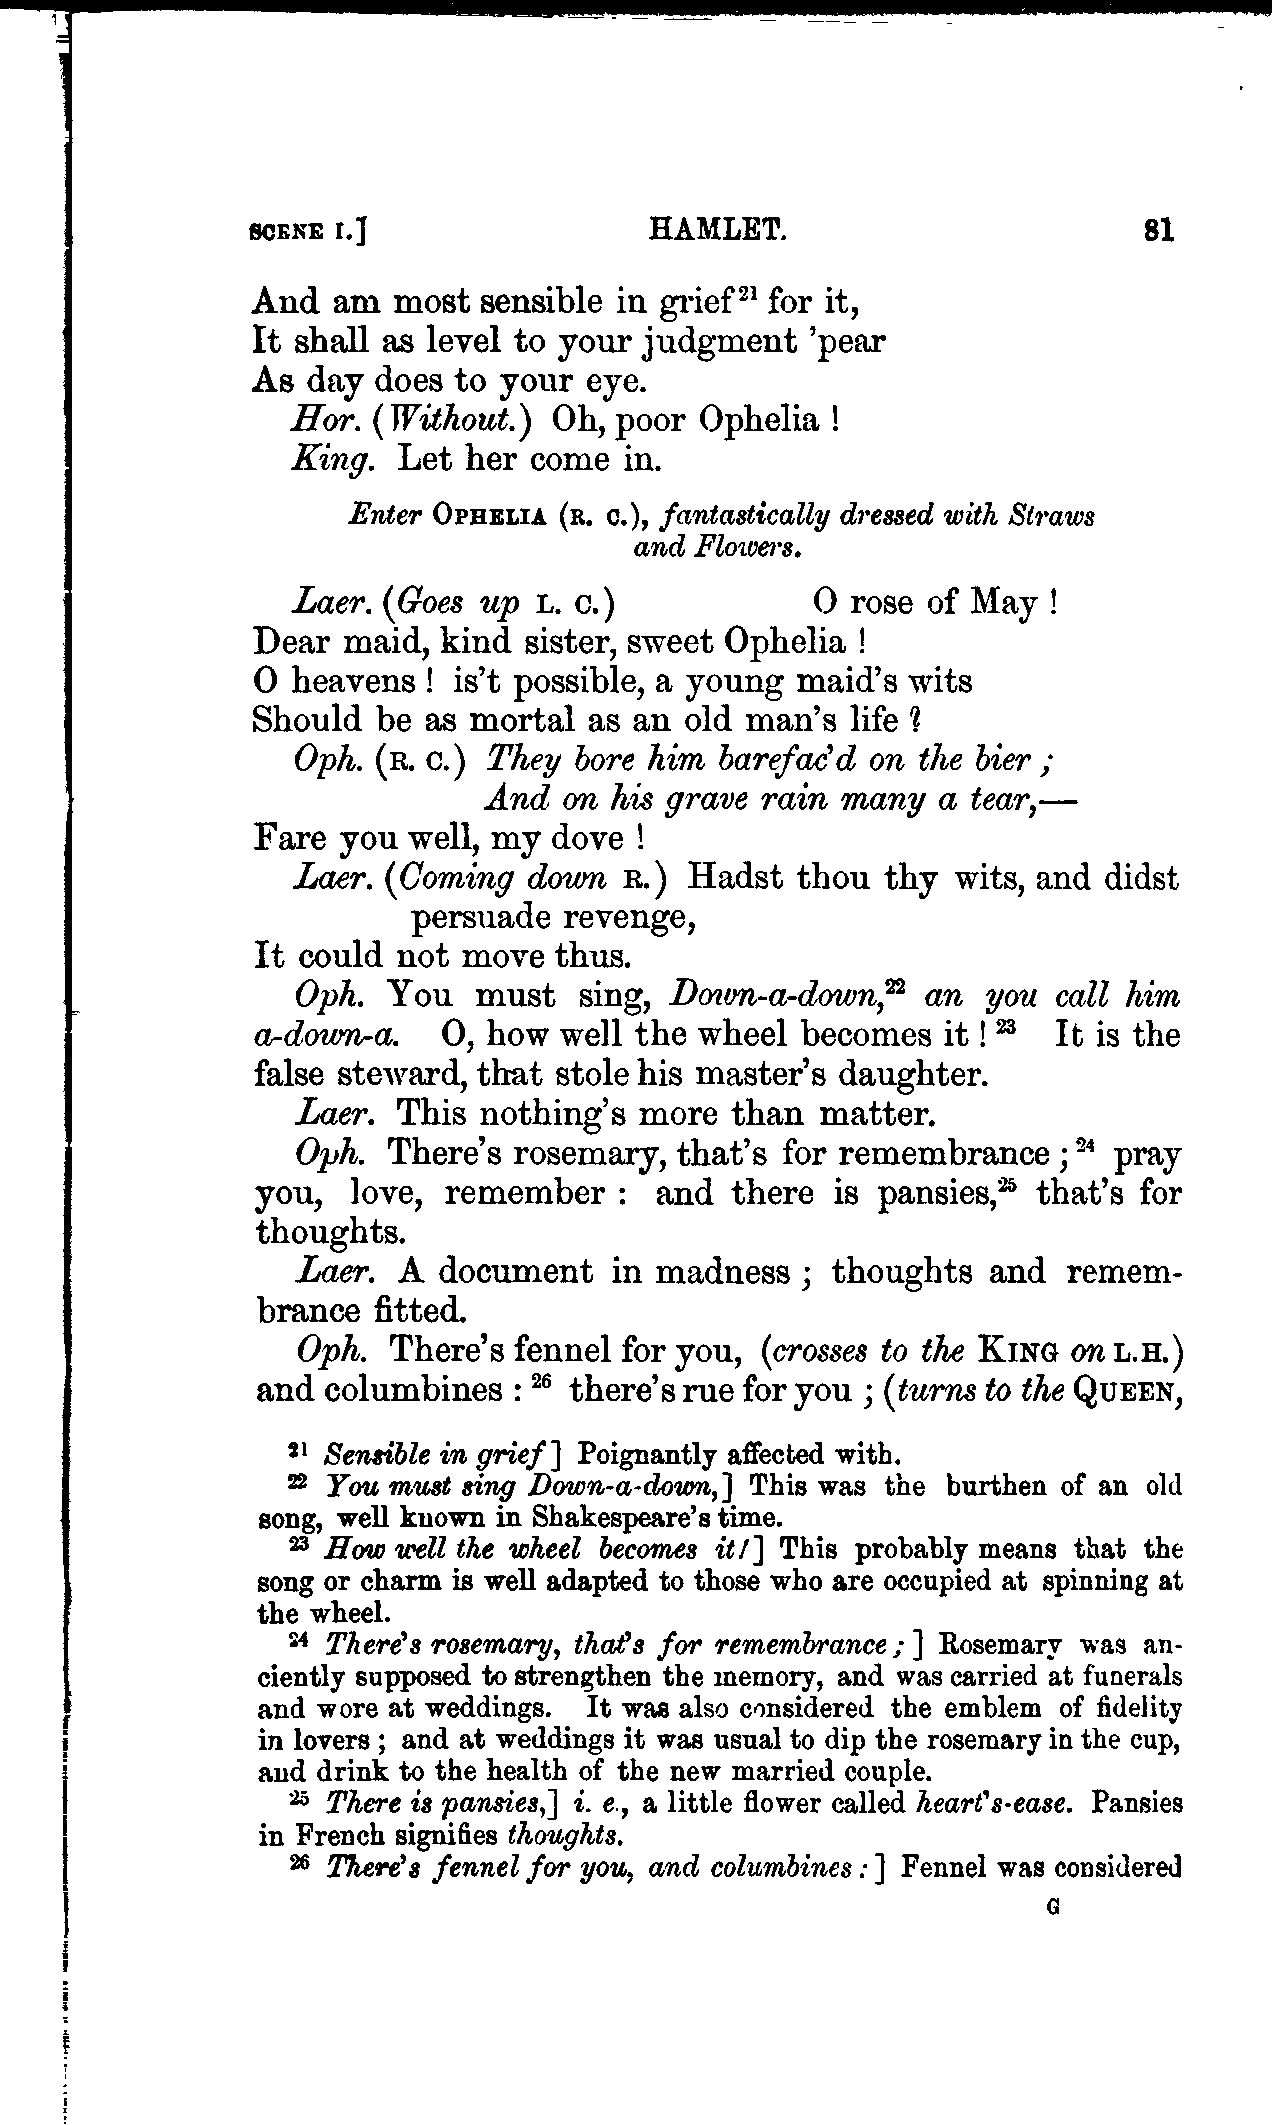 SCENE I.] HAMLET. 81
And am most sensible in grief²¹ for it,
It shall as level to your judgment 'pear
As day does to your eye.
Hor. (Without.) Oh, poor Ophelia !
King. Let her come in.
Enter OPHELIA (R. C.), fantastically dressed with Straws
and Flowers.
Laer. (Goes up L. C.) O rose of May !
Dear maid, kind sister, sweet Ophelia !
O heavens ! is't possible, a young maid's wits
Should be as mortal as an old man's life ?
Oph. (R. C.) They bore him barefac'd on the bier ;
And on his grave rain many a tear,—
Fare you well, my dove !
Laer. (Coming down R.) Hadst thou thy wits, and didst
persuade revenge,
It could not move thus.
Oph. You must sing, Down-a-down,²² an you call him
a-down-a. O, how well the wheel becomes it !²³ It is the
false steward, that stole his master's daughter.
Laer. This nothing's more than matter.
Oph. There's rosemary, that's for remembrance ;²⁴ pray
you, love, remember : and there is pansies,²⁵ that's for
thoughts.
Laer. A document in madness ; thoughts and remem-
brance fitted.
Oph. There's fennel for you, (crosses to the KING on L.H.)
and columbines :²⁶ there's rue for you ; (turns to the QUEEN,
²¹ Sensible in grief] Poignantly affected with.
²² You must sing Down-a-down,] This was the burthen of an old
song, well known in Shakespeare's time.
²³ How well the wheel becomes it!] This probably means that the
song or charm is well adapted to those who are occupied at spinning at
the wheel.
²⁴ There's rosemary, that's for remembrance ;] Rosemary was an-
ciently supposed to strengthen the memory, and was carried at funerals
and wore at weddings. It was also considered the emblem of fidelity
in lovers ; and at weddings it was usual to dip the rosemary in the cup,
and drink to the health of the new married couple.
²⁵ There is pansies,] i. e., a little flower called heart's-ease. Pansies
in French signifies thoughts.
²⁶ There's fennel for you, and columbines :] Fennel was considered
G